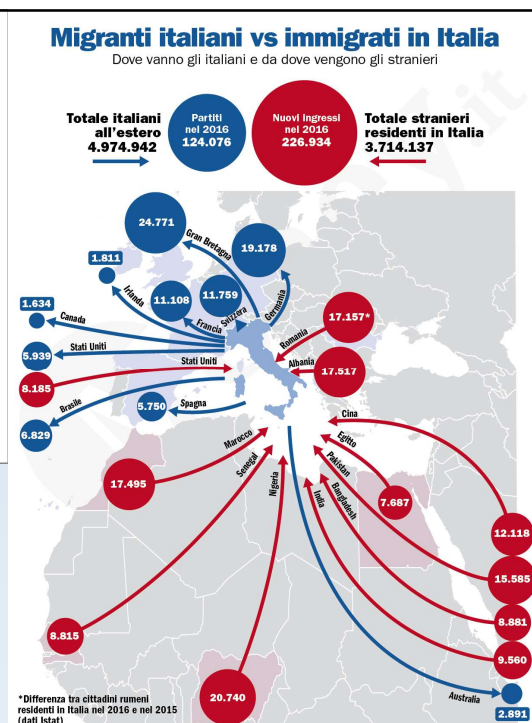 Migranti italiani vs immigrati in Italia
Dove vanno gli italiani e da dove vengono gli stranieri
Totale italiani
all'estero
4.974.942
Partiti
nel 2016
124.076
Nuovi ingressi
nel 2016
226.934
Totale stranieri
residenti in Italia
3.714.137
24.771
Gran Bretagna
19.178
Germania
1.811
Irlanda
11.108
Francia
11.759
Svizzera
1.634
Canada
17.157*
Romania
5.939
Stati Uniti
Stati Uniti
8.185
Albania
17.517
Brasile
6.829
5.750
Spagna
Cina
Marocco
17.495
Senegal
Nigeria
Egitto
7.687
Pakistan
Bangladesh
India
12.118
15.585
8.881
8.815
9.560
20.740
Australia
2.891
*Differenza tra cittadini rumeni
residenti in Italia nel 2016 e nel 2015
(dati Istat)